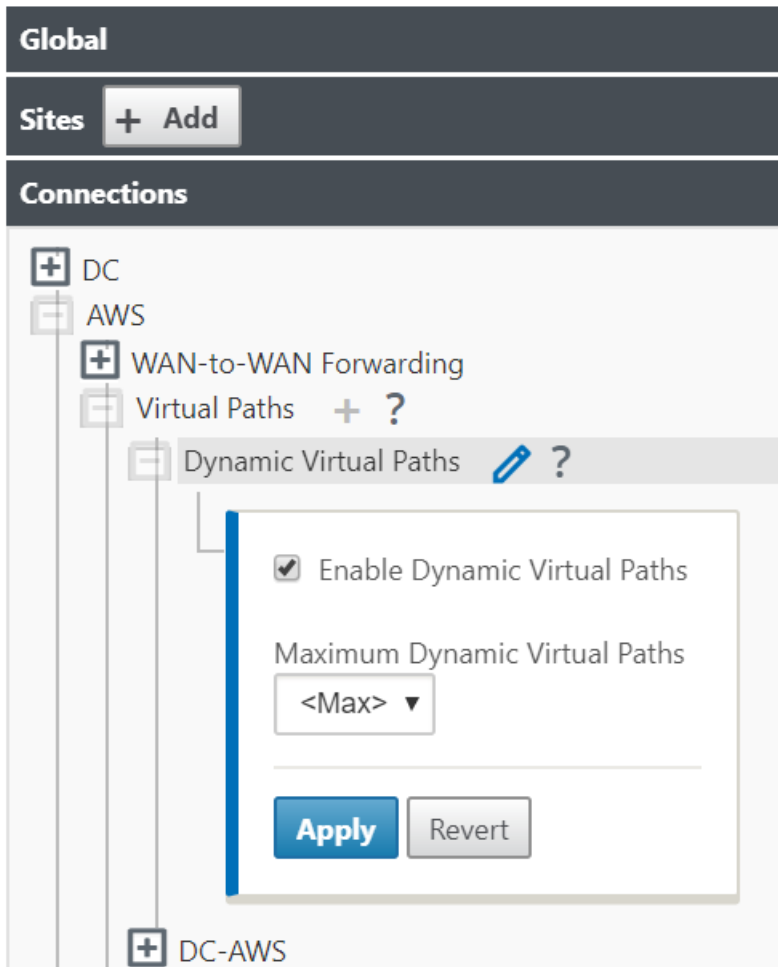 Global
Sites + Add
Connections
DC
AWS
WAN-to-WAN Forwarding
Virtual Paths + ?
Dynamic Virtual Paths ?
Enable Dynamic Virtual Paths
Maximum Dynamic Virtual Paths
<Max>
Apply Revert
DC-AWS